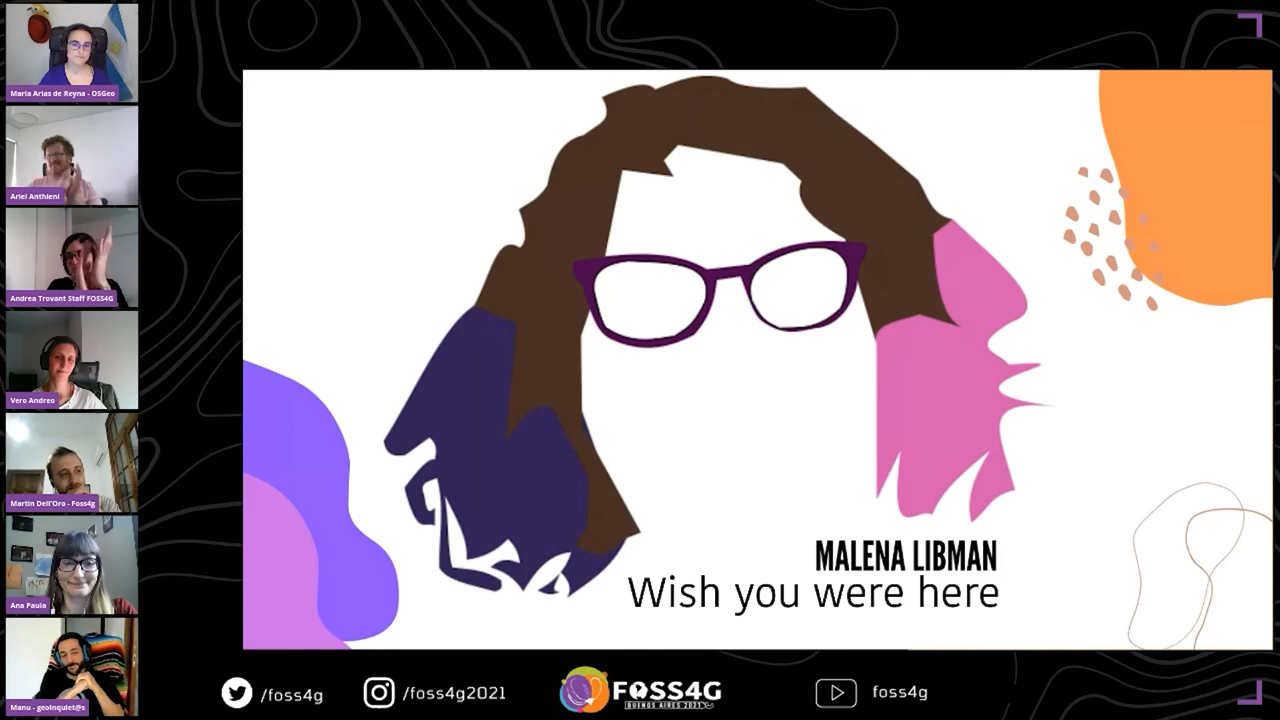 Maria Arias de Reyna - OSGeo
Ariel Anthieni
Andrea Trovant Staff FOSS4G
Vero Andreo
Martin Dell'Oro - Foss4g
Ana Paula
Manu - geoinquiet@s
MALENA LIBMAN
Wish you were here
/foss4g
/foss4g2021
FOSS4G
BUENOS AIRES 2021
foss4g